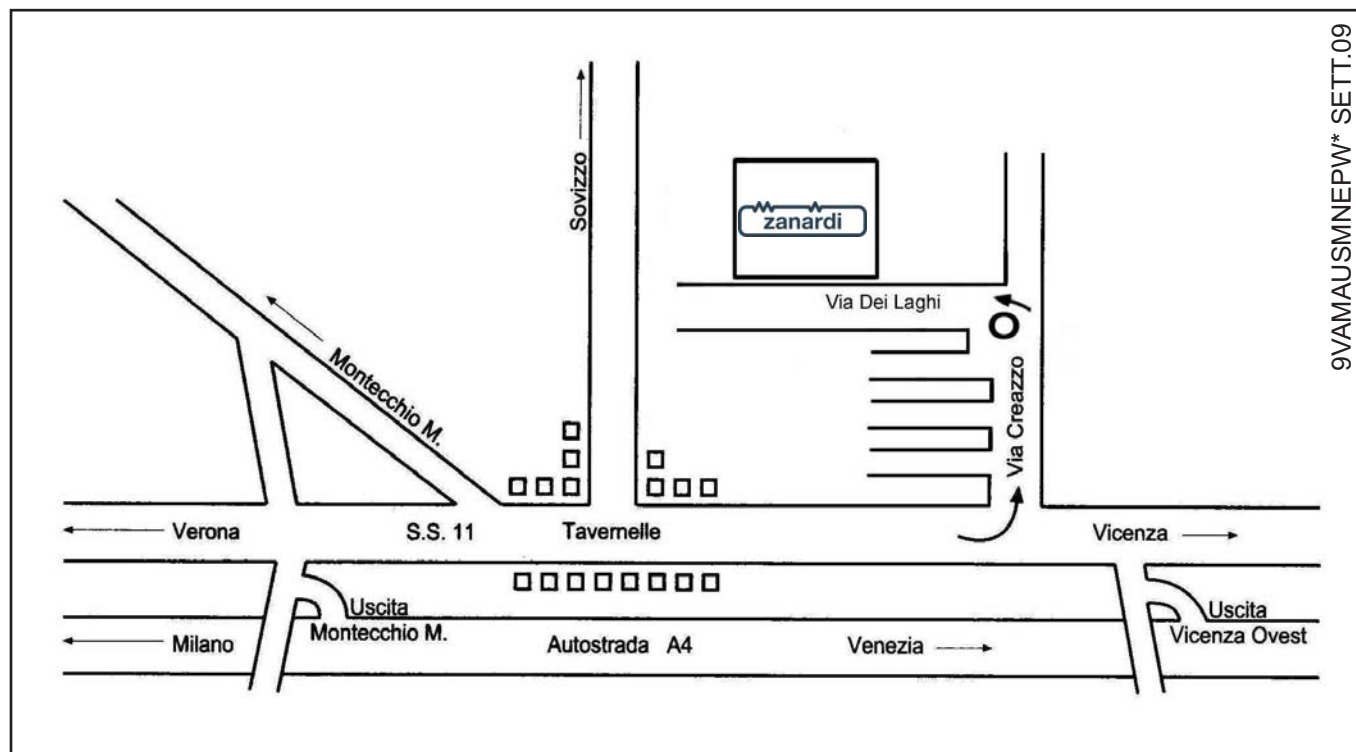 9VAMAUSMNEPW* SETT.09
Sovizzo
zanardi
Via Dei Laghi
Montecchio M.
Via Creazzo
Verona
S.S. 11
Tavernelle
Vicenza
Uscita
Montecchio M.
Uscita
Vicenza Ovest
Milano
Autostrada A4
Venezia